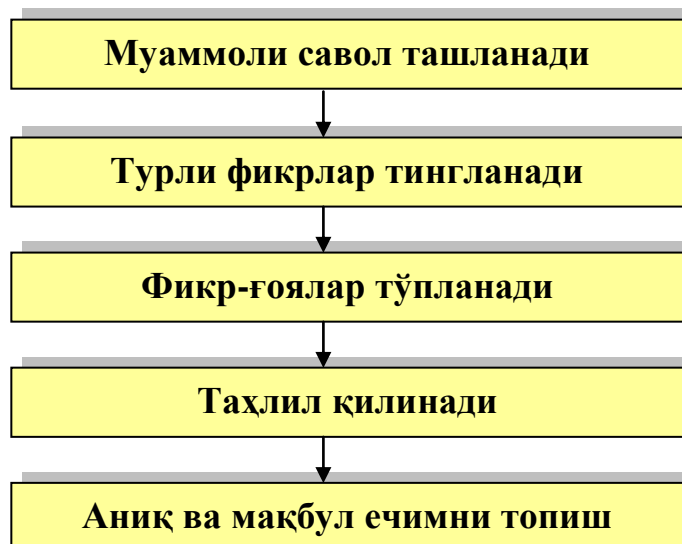 Муаммоли савол ташланади
Турли фикрлар тингланади
Фикр-ғоялар тўпланади
Таҳлил қилинади
Аниқ ва мақбул ечимни топиш